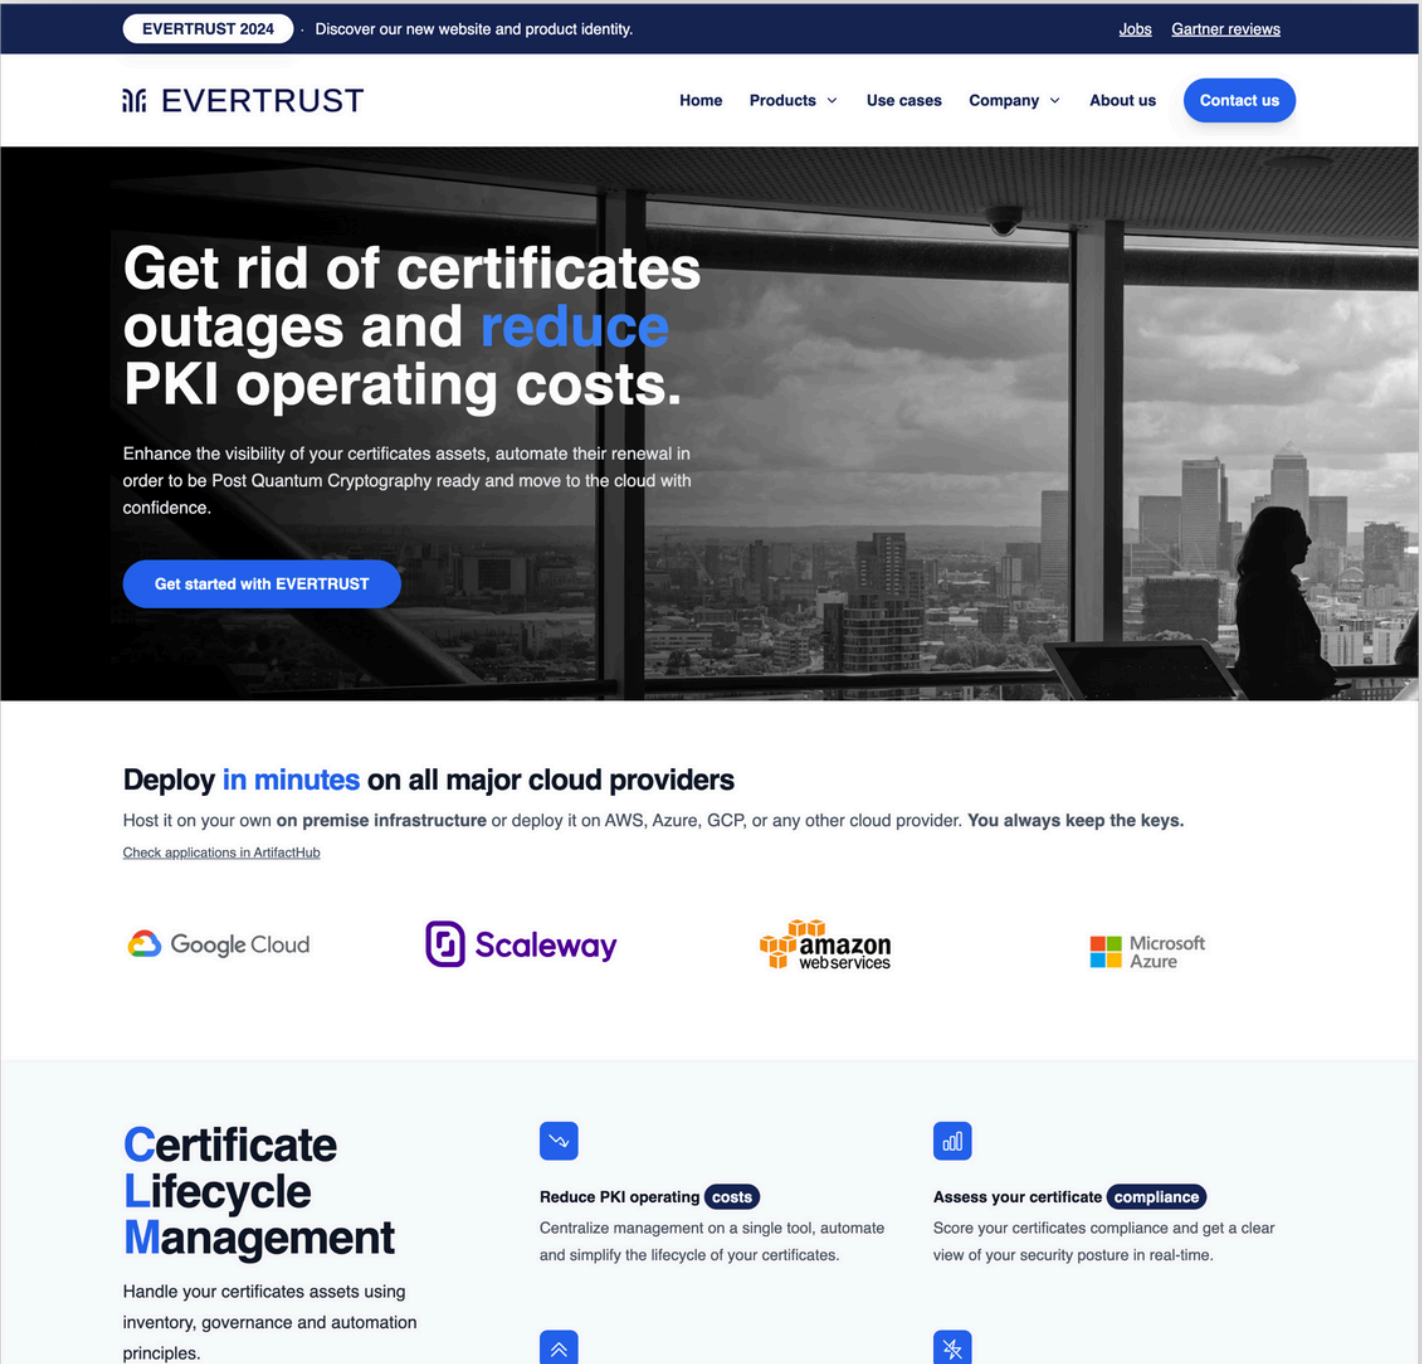 EVERTRUST 2024 · Discover our new website and product identity.
Jobs Gartner reviews
EVERTRUST
Home Products Use cases Company About us Contact us
Get rid of certificates
outages and reduce
PKI operating costs.
Enhance the visibility of your certificates assets, automate their renewal in
order to be Post Quantum Cryptography ready and move to the cloud with
confidence.
Get started with EVERTRUST
Deploy in minutes on all major cloud providers
Host it on your own on premise infrastructure or deploy it on AWS, Azure, GCP, or any other cloud provider. You always keep the keys.
Check applications in ArtifactHub
Google Cloud
Scaleway
amazon
webservices
Microsoft
Azure
Certificate
Lifecycle
Management
Handle your certificates assets using
inventory, governance and automation
principles.
Reduce PKI operating costs
Centralize management on a single tool, automate
and simplify the lifecycle of your certificates.
Assess your certificate compliance
Score your certificates compliance and get a clear
view of your security posture in real-time.